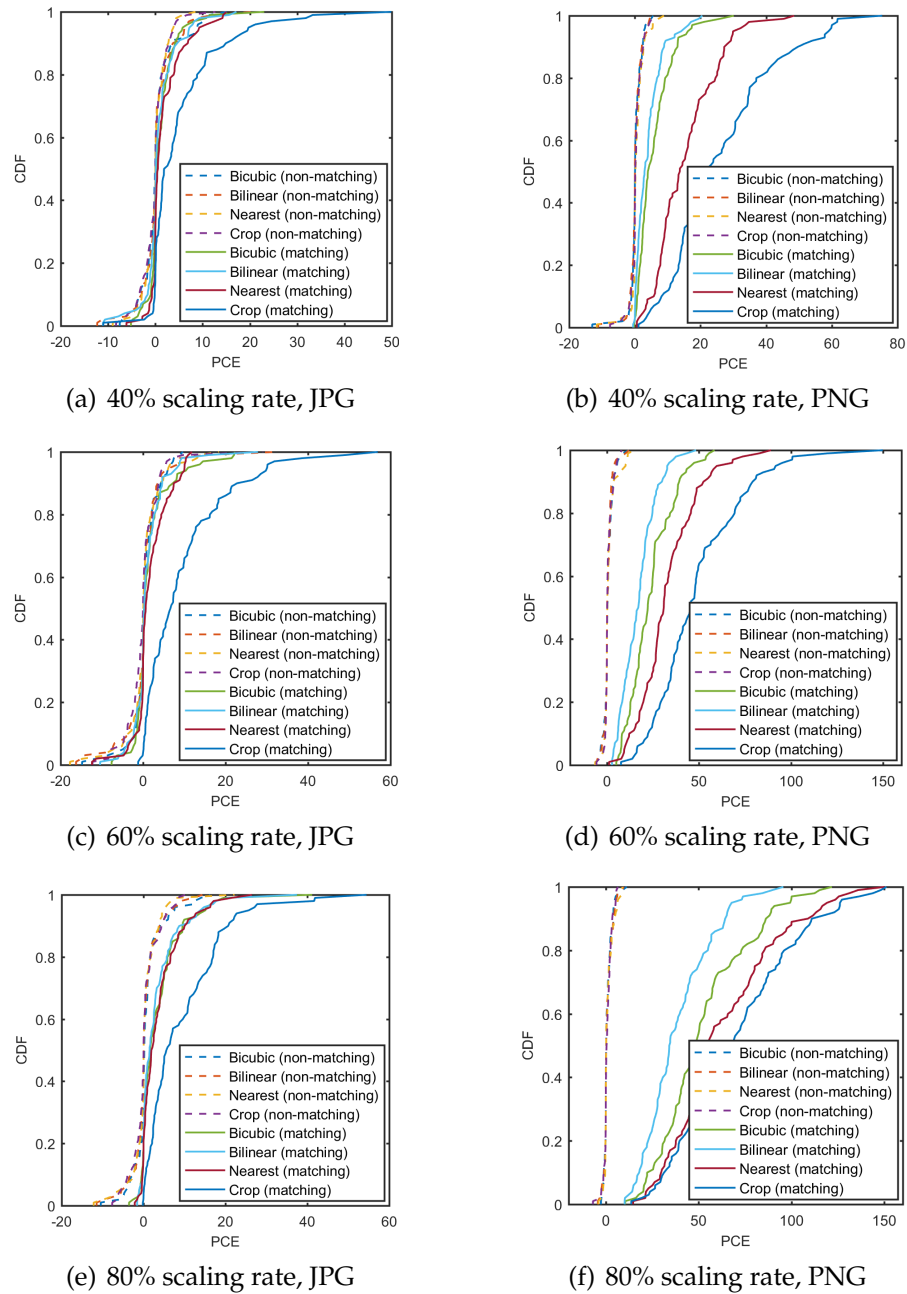 1
0.8
0.6
0.4
0.2
0
CDF
-20 -10 0 10 20 30 40 50
PCE
Bicubic (non-matching)
Bilinear (non-matching)
Nearest (non-matching)
Crop (non-matching)
Bicubic (matching)
Bilinear (matching)
Nearest (matching)
Crop (matching)
(a) 40% scaling rate, JPG
1
0.8
0.6
0.4
0.2
0
CDF
-20 0 20 40 60 80
PCE
Bicubic (non-matching)
Bilinear (non-matching)
Nearest (non-matching)
Crop (non-matching)
Bicubic (matching)
Bilinear (matching)
Nearest (matching)
Crop (matching)
(b) 40% scaling rate, PNG
1
0.8
0.6
0.4
0.2
0
CDF
-20 0 20 40 60
PCE
Bicubic (non-matching)
Bilinear (non-matching)
Nearest (non-matching)
Crop (non-matching)
Bicubic (matching)
Bilinear (matching)
Nearest (matching)
Crop (matching)
(c) 60% scaling rate, JPG
1
0.8
0.6
0.4
0.2
0
CDF
0 50 100 150
PCE
Bicubic (non-matching)
Bilinear (non-matching)
Nearest (non-matching)
Crop (non-matching)
Bicubic (matching)
Bilinear (matching)
Nearest (matching)
Crop (matching)
(d) 60% scaling rate, PNG
1
0.8
0.6
0.4
0.2
0
CDF
-20 0 20 40 60
PCE
Bicubic (non-matching)
Bilinear (non-matching)
Nearest (non-matching)
Crop (non-matching)
Bicubic (matching)
Bilinear (matching)
Nearest (matching)
Crop (matching)
(e) 80% scaling rate, JPG
1
0.8
0.6
0.4
0.2
0
CDF
0 50 100 150
PCE
Bicubic (non-matching)
Bilinear (non-matching)
Nearest (non-matching)
Crop (non-matching)
Bicubic (matching)
Bilinear (matching)
Nearest (matching)
Crop (matching)
(f) 80% scaling rate, PNG